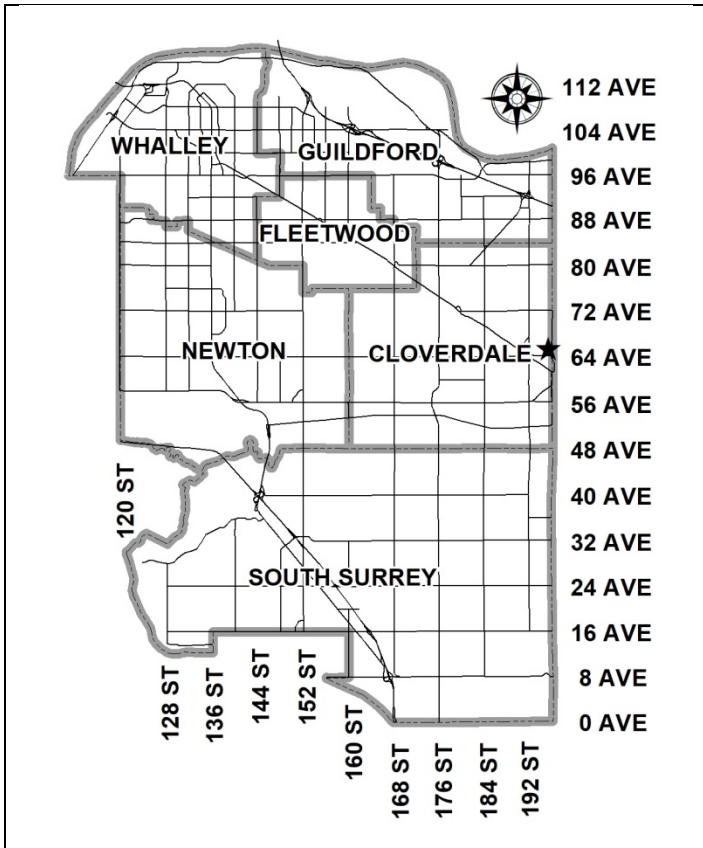 112 AVE
104 AVE
WHALLEY
GUILDFORD
96 AVE
88 AVE
FLEETWOOD
80 AVE
72 AVE
NEWTON
CLOVERDALE
64 AVE
56 AVE
48 AVE
120 ST
40 AVE
32 AVE
SOUTH SURREY
24 AVE
16 AVE
128 ST
136 ST
144 ST
152 ST
160 ST
8 AVE
0 AVE
168 ST
176 ST
184 ST
192 ST